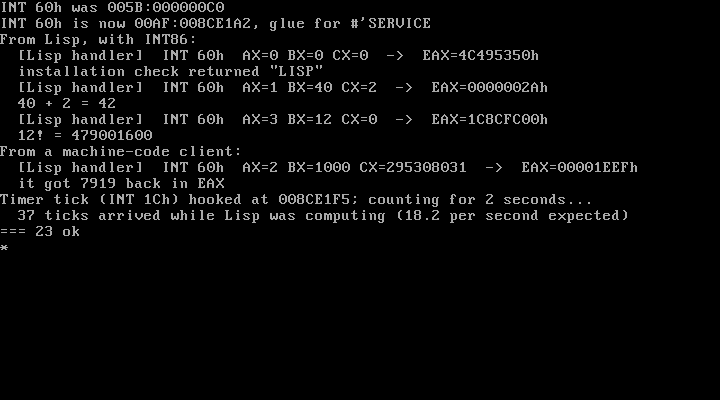 INT 60h was 005B:000000C0
INT 60h is now 00AF:008CE1A2, glue for #'SERVICE
From Lisp, with INT86:
  [Lisp handler]  INT 60h  AX=0 BX=0 CX=0  ->  EAX=4C495350h
  installation check returned "LISP"
  [Lisp handler]  INT 60h  AX=1 BX=40 CX=2  ->  EAX=0000002Ah
  40 + 2 = 42
  [Lisp handler]  INT 60h  AX=3 BX=12 CX=0  ->  EAX=1C8CFC00h
  12! = 479001600
From a machine-code client:
  [Lisp handler]  INT 60h  AX=2 BX=1000 CX=295308031  ->  EAX=00001EEFh
  it got 7919 back in EAX
Timer tick (INT 1Ch) hooked at 008CE1F5; counting for 2 seconds...
  37 ticks arrived while Lisp was computing (18.2 per second expected)
=== 23 ok
*